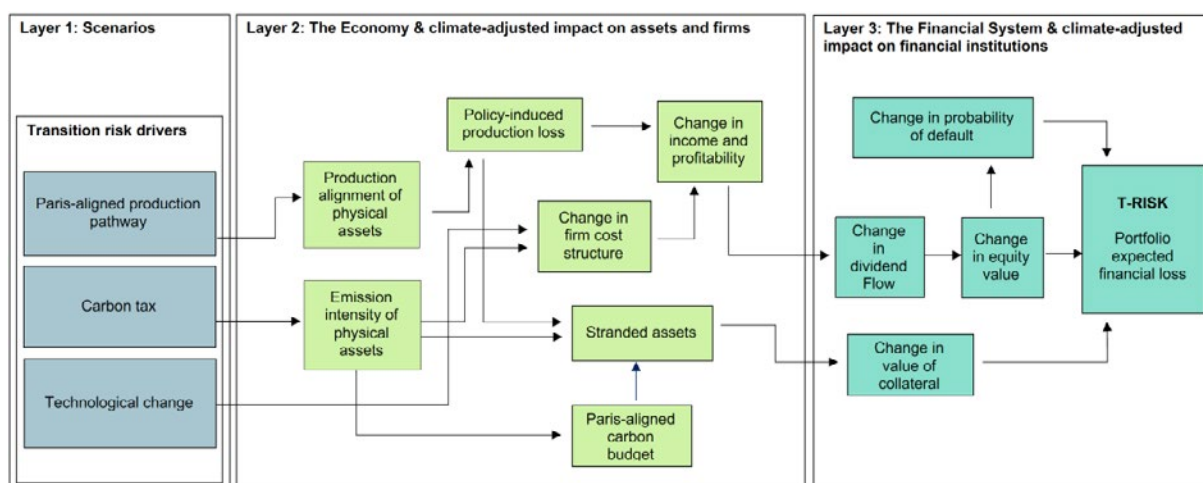 Layer 1: Scenarios
Transition risk drivers
Paris-aligned production
pathway
Carbon tax
Technological change
Layer 2: The Economy & climate-adjusted impact on assets and firms
Policy-induced
production loss
Change in
income and
profitability
Production
alignment of
physical
assets
Change in
firm cost
structure
Emission
intensity of
physical
assets
Stranded assets
Paris-aligned
carbon
budget
Layer 3: The Financial System & climate-adjusted
impact on financial institutions
Change in probability
of default
Change
in
dividend
Flow
Change
in equity
value
T-RISK
Portfolio
expected
financial loss
Change in
value of
collateral